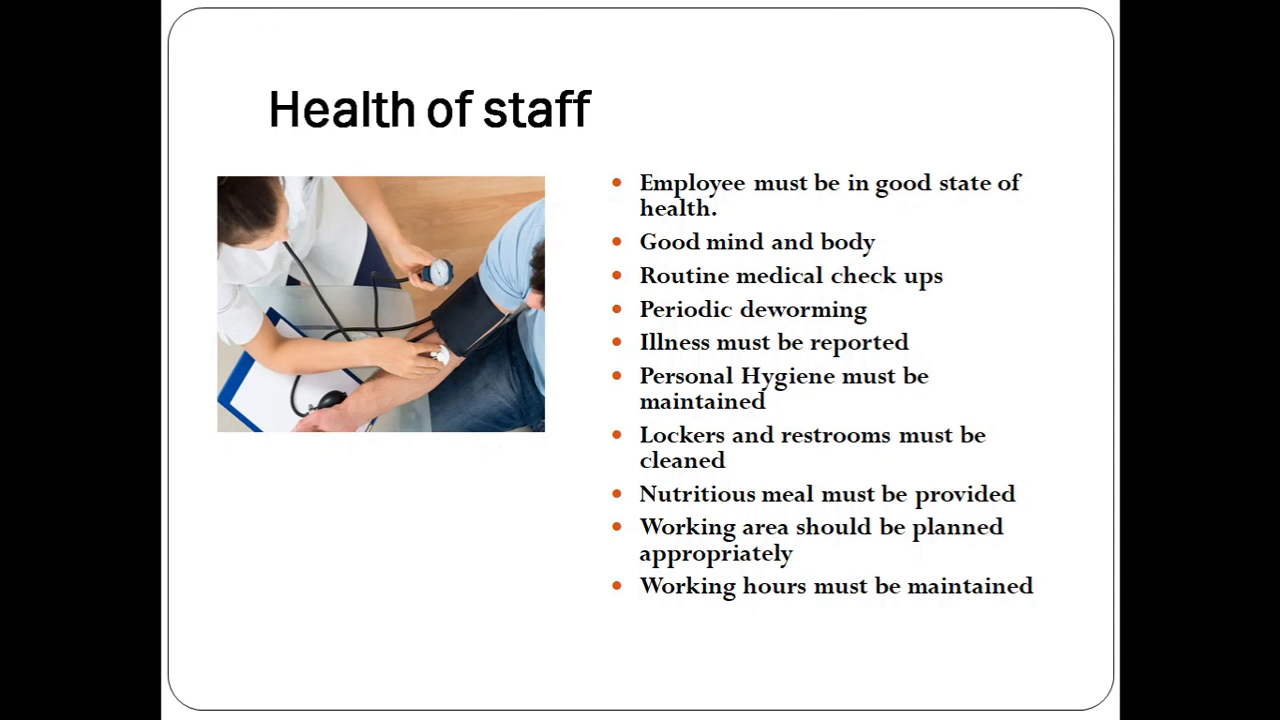 Health of staff
Employee must be in good state of
health.
Good mind and body
Routine medical check ups
Periodic deworming
Illness must be reported
Personal Hygiene must be
maintained
Lockers and restrooms must be
cleaned
Nutritious meal must be provided
Working area should be planned
appropriately
Working hours must be maintained